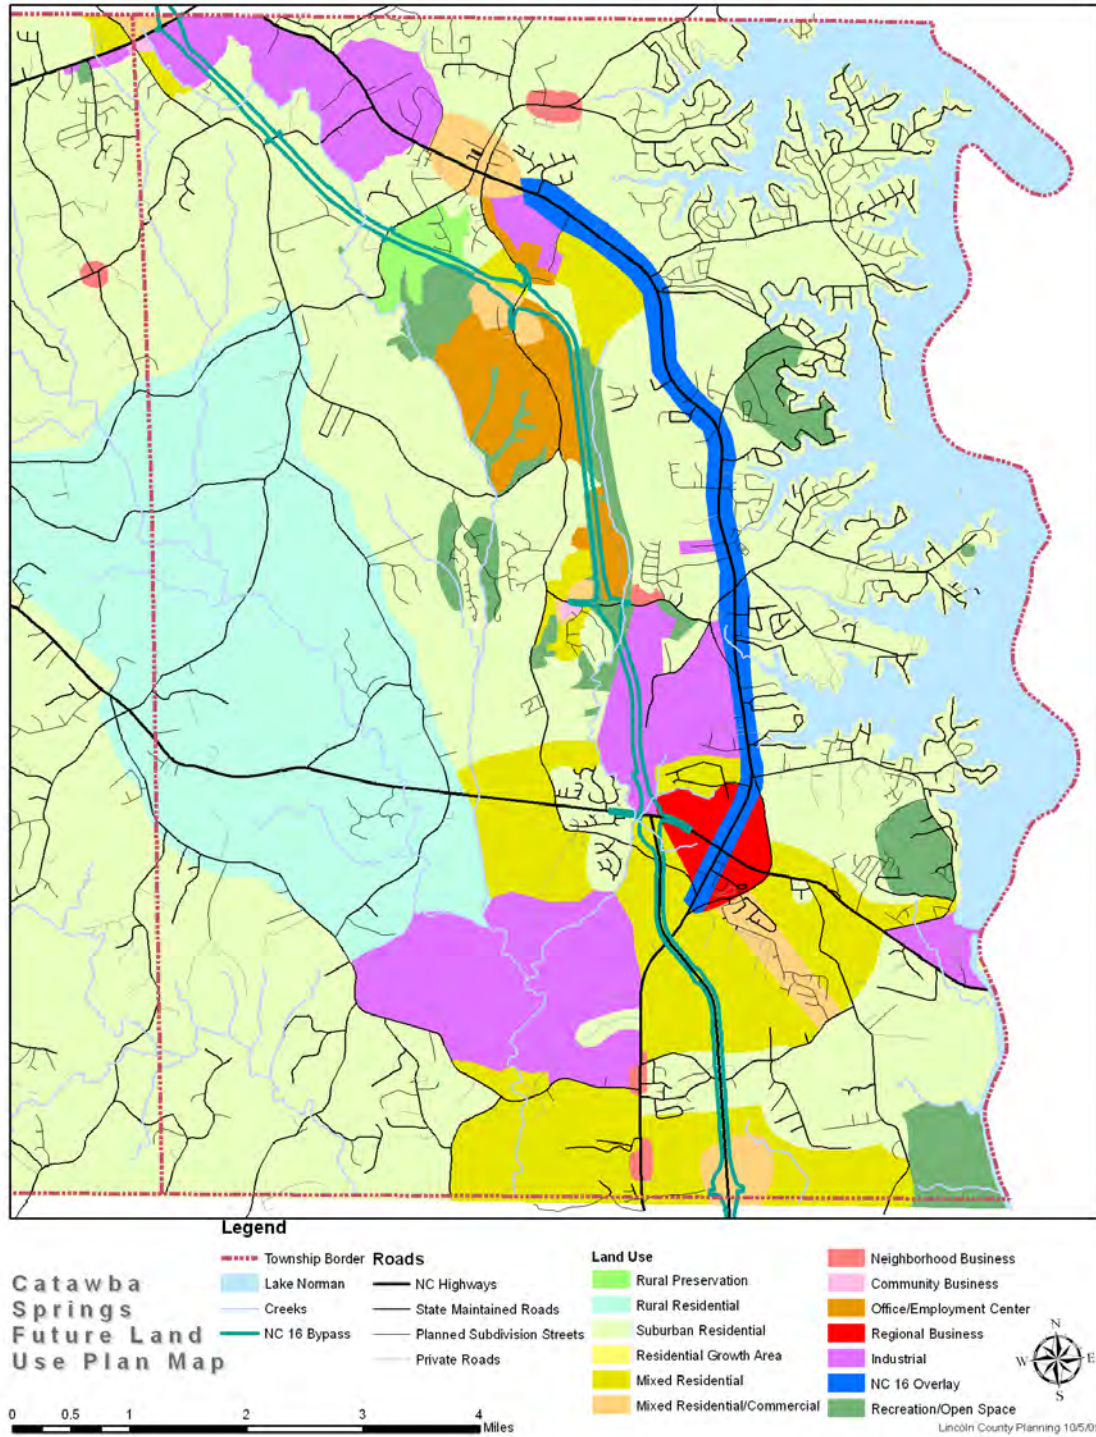 Legend
Township Border
Lake Norman
Creeks
NC 16 Bypass
Roads
NC Highways
State Maintained Roads
Planned Subdivision Streets
Private Roads
Land Use
Rural Preservation
Rural Residential
Suburban Residential
Residential Growth Area
Mixed Residential
Mixed Residential/Commercial
Neighborhood Business
Community Business
Office/Employment Center
Regional Business
Industrial
NC 16 Overlay
Recreation/Open Space
Catawba
Springs
Future Land
Use Plan Map
N
W E
S
0 0.5 1 2 3 4
Miles
Lincoln County Planning